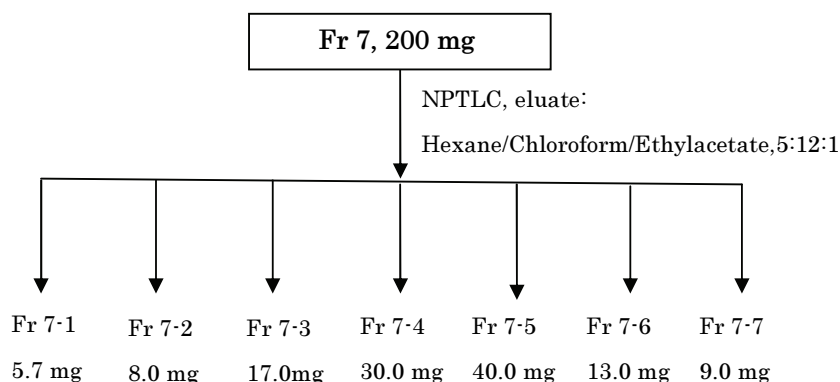 Fr 7, 200 mg
NPTLC, eluate:
Hexane/Chloroform/Ethylacetate,5:12:1
Fr 7-1 Fr 7-2 Fr 7-3 Fr 7-4 Fr 7-5 Fr 7-6 Fr 7-7
5.7 mg 8.0 mg 17.0mg 30.0 mg 40.0 mg 13.0 mg 9.0 mg